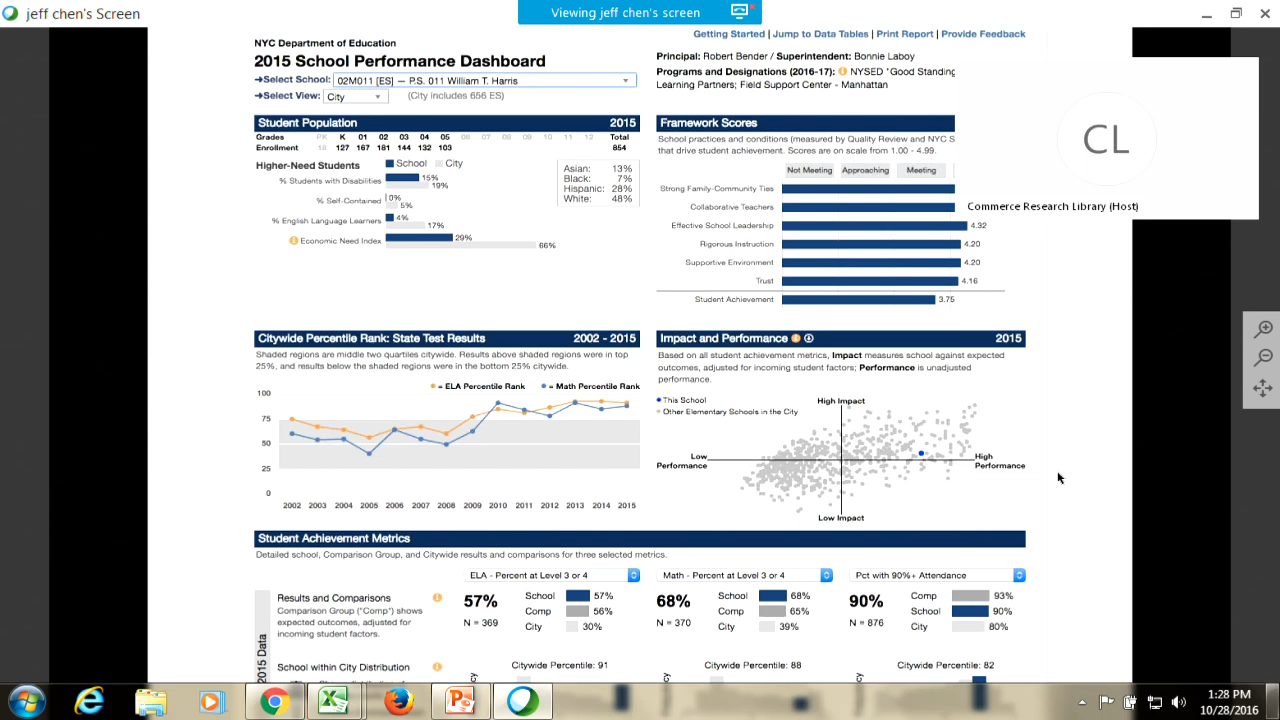 jeff chen's Screen
Viewing jeff chen's screen
Getting Started | Jump to Data Tables | Print Report | Provide Feedback
NYC Department of Education
2015 School Performance Dashboard
Select School: 02M011 [ES] — P.S. 011 William T. Harris
Select View: City (City includes 656 ES)
Principal: Robert Bender / Superintendent: Bonnie Laboy
Programs and Designations (2016-17): NYSED "Good Standing
Learning Partners; Field Support Center - Manhattan
CL
Commerce Research Library (Host)
Student Population 2015
Grades PK K 01 02 03 04 05 06 07 08 09 10 11 12 Total
Enrollment 18 127 167 181 144 132 103 854
Higher-Need Students
School City
% Students with Disabilities 15% 19%
% Self-Contained 0% 5%
% English Language Learners 4% 17%
Economic Need Index 29% 66%
Asian: 13%
Black: 7%
Hispanic: 28%
White: 48%
Framework Scores
School practices and conditions (measured by Quality Review and NYC S
that drive student achievement. Scores are on scale from 1.00 - 4.99.
Not Meeting Approaching Meeting
Strong Family-Community Ties
Collaborative Teachers
Effective School Leadership 4.32
Rigorous Instruction 4.20
Supportive Environment 4.20
Trust 4.16
Student Achievement 3.75
Citywide Percentile Rank: State Test Results 2002 - 2015
Shaded regions are middle two quartiles citywide. Results above shaded regions were in top
25%, and results below the shaded regions were in the bottom 25% citywide.
= ELA Percentile Rank = Math Percentile Rank
100
75
50
25
0
2002 2003 2004 2005 2006 2007 2008 2009 2010 2011 2012 2013 2014 2015
Impact and Performance 2015
Based on all student achievement metrics, Impact measures school against expected
outcomes, adjusted for incoming student factors; Performance is unadjusted
performance.
This School
Other Elementary Schools in the City
High Impact
Low
Performance
High
Performance
Low Impact
Student Achievement Metrics
Detailed school, Comparison Group, and Citywide results and comparisons for three selected metrics.
ELA - Percent at Level 3 or 4
Math - Percent at Level 3 or 4
Pct with 90%+ Attendance
2015 Data
Results and Comparisons
Comparison Group ("Comp") shows
expected outcomes, adjusted for
incoming student factors.
57%
N = 369
School 57%
Comp 56%
City 30%
68%
N = 370
School 68%
Comp 65%
City 39%
90%
N = 876
Comp 93%
School 90%
City 80%
School within City Distribution
Citywide Percentile: 91
Citywide Percentile: 88
Citywide Percentile: 82
1:28 PM
10/28/2016